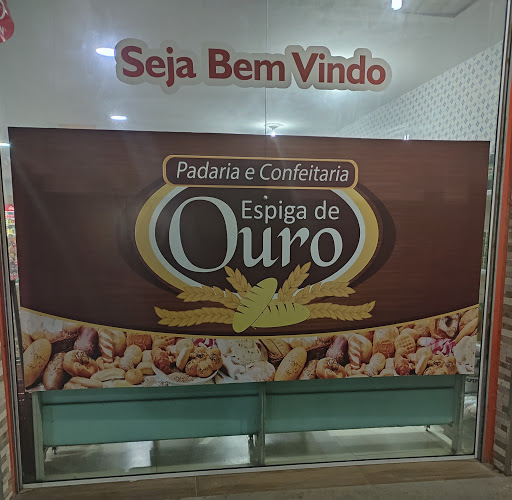 Seja Bem Vindo
Padaria e Confeitaria
Espiga de
Ouro